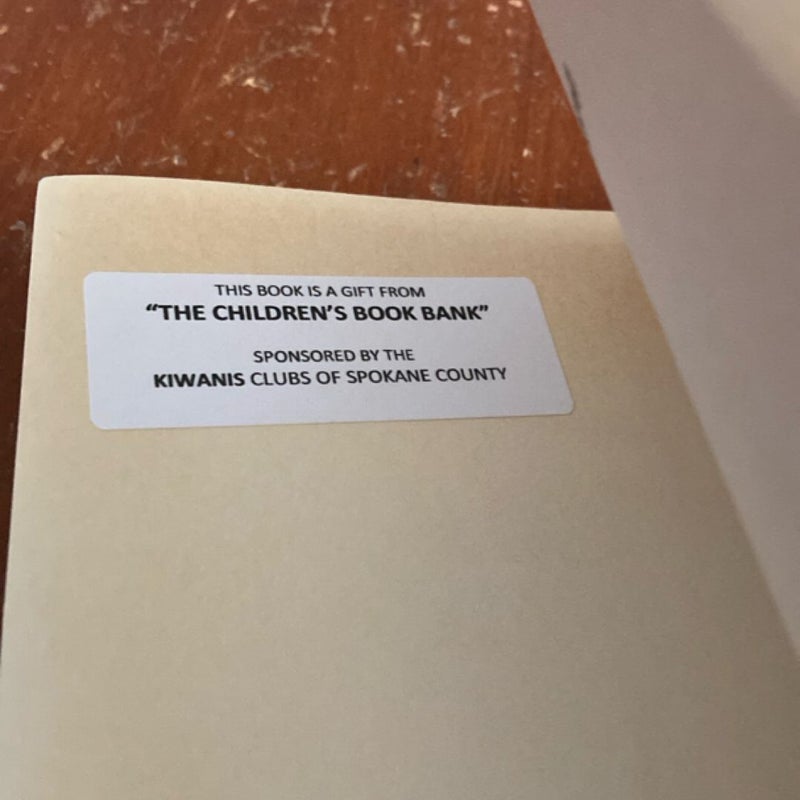 THIS BOOK IS A GIFT FROM
“THE CHILDREN’S BOOK BANK”
SPONSORED BY THE
KIWANIS CLUBS OF SPOKANE COUNTY